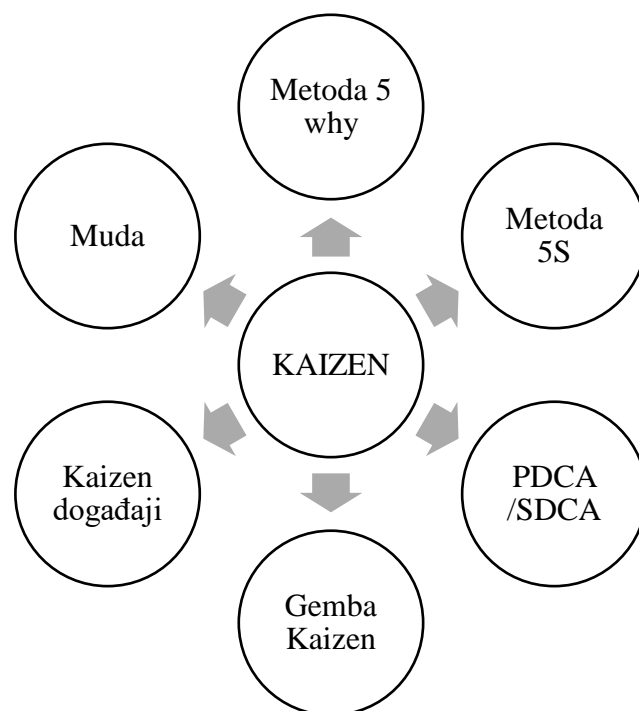 Metoda 5
why
Muda
Metoda
5S
KAIZEN
Kaizen
događaji
PDCA
/SDCA
Gemba
Kaizen